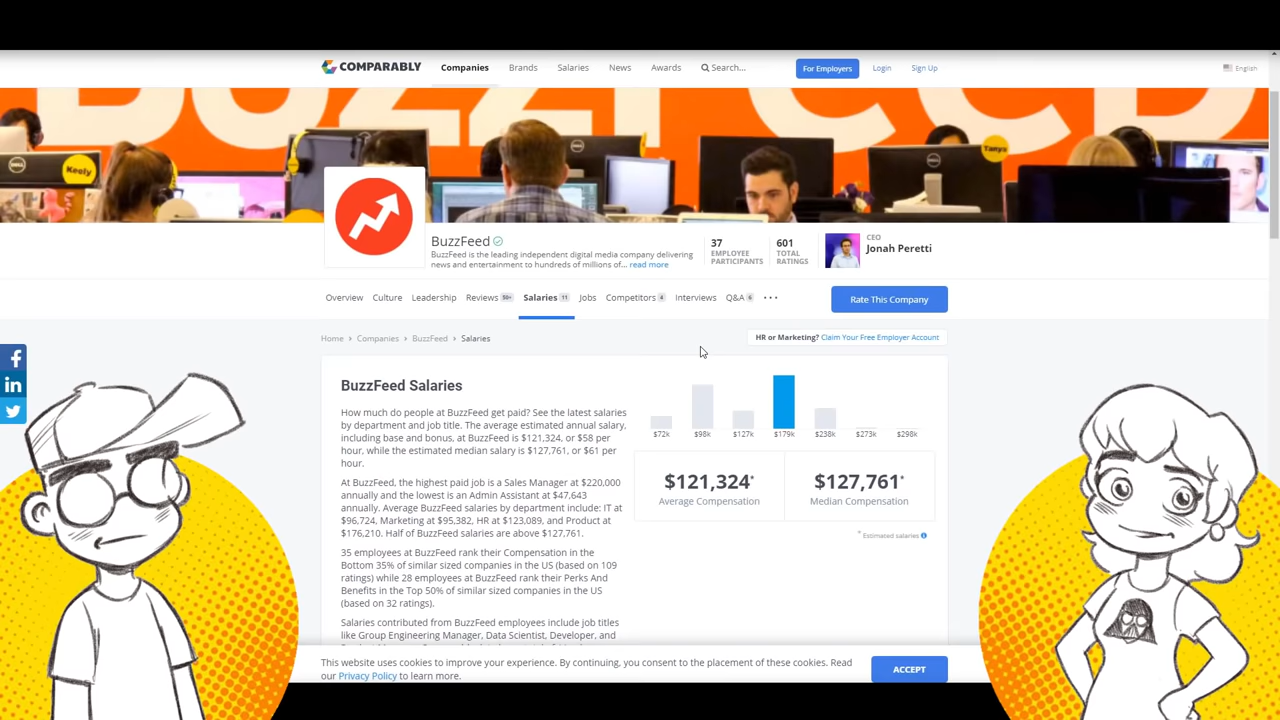 COMPARABLY
Companies
Brands
Salaries
News
Awards
Search...
For Employers
Login
Sign Up
English
BUZZFEED
DELL
Keely
DELL
DELL
Tanya
BuzzFeed
BuzzFeed is the leading independent digital media company delivering
news and entertainment to hundreds of millions of... read more
37
EMPLOYEE
PARTICIPANTS
601
TOTAL
RATINGS
CEO
Jonah Peretti
Overview
Culture
Leadership
Reviews 50+
Salaries 11
Jobs
Competitors 4
Interviews
Q&A 6
Rate This Company
Home
Companies
BuzzFeed
Salaries
HR or Marketing? Claim Your Free Employer Account
BuzzFeed Salaries
How much do people at BuzzFeed get paid? See the latest salaries
by department and job title. The average estimated annual salary,
including base and bonus, at BuzzFeed is $121,324, or $58 per
hour, while the estimated median salary is $127,761, or $61 per
hour.
At BuzzFeed, the highest paid job is a Sales Manager at $220,000
annually and the lowest is an Admin Assistant at $47,643
annually. Average BuzzFeed salaries by department include: IT at
$96,724, Marketing at $95,382, HR at $123,089, and Product at
$176,210. Half of BuzzFeed salaries are above $127,761.
35 employees at BuzzFeed rank their Compensation in the
Bottom 35% of similar sized companies in the US (based on 109
ratings) while 28 employees at BuzzFeed rank their Perks And
Benefits in the Top 50% of similar sized companies in the US
(based on 32 ratings).
Salaries contributed from BuzzFeed employees include job titles
like Group Engineering Manager, Data Scientist, Developer, and
$72k
$98k
$127k
$179k
$238k
$273k
$298k
$121,324*
Average Compensation
$127,761*
Median Compensation
* Estimated salaries
This website uses cookies to improve your experience. By continuing, you consent to the placement of these cookies. Read
our Privacy Policy to learn more.
ACCEPT